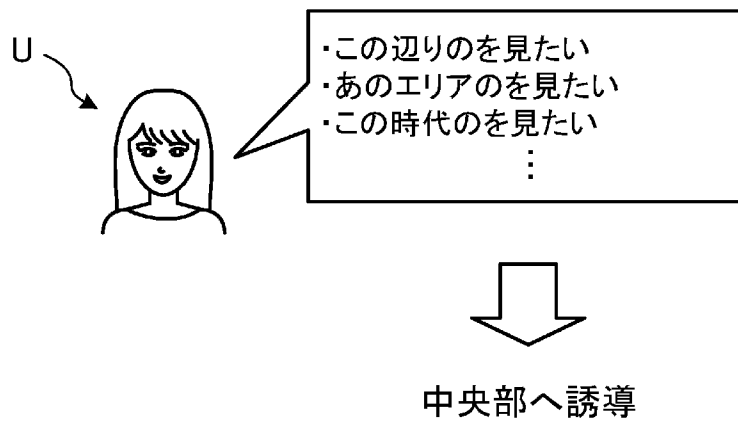 U
・この辺りのを見たい
・あのエリアのを見たい
・この時代のを見たい
⋮
中央部へ誘導